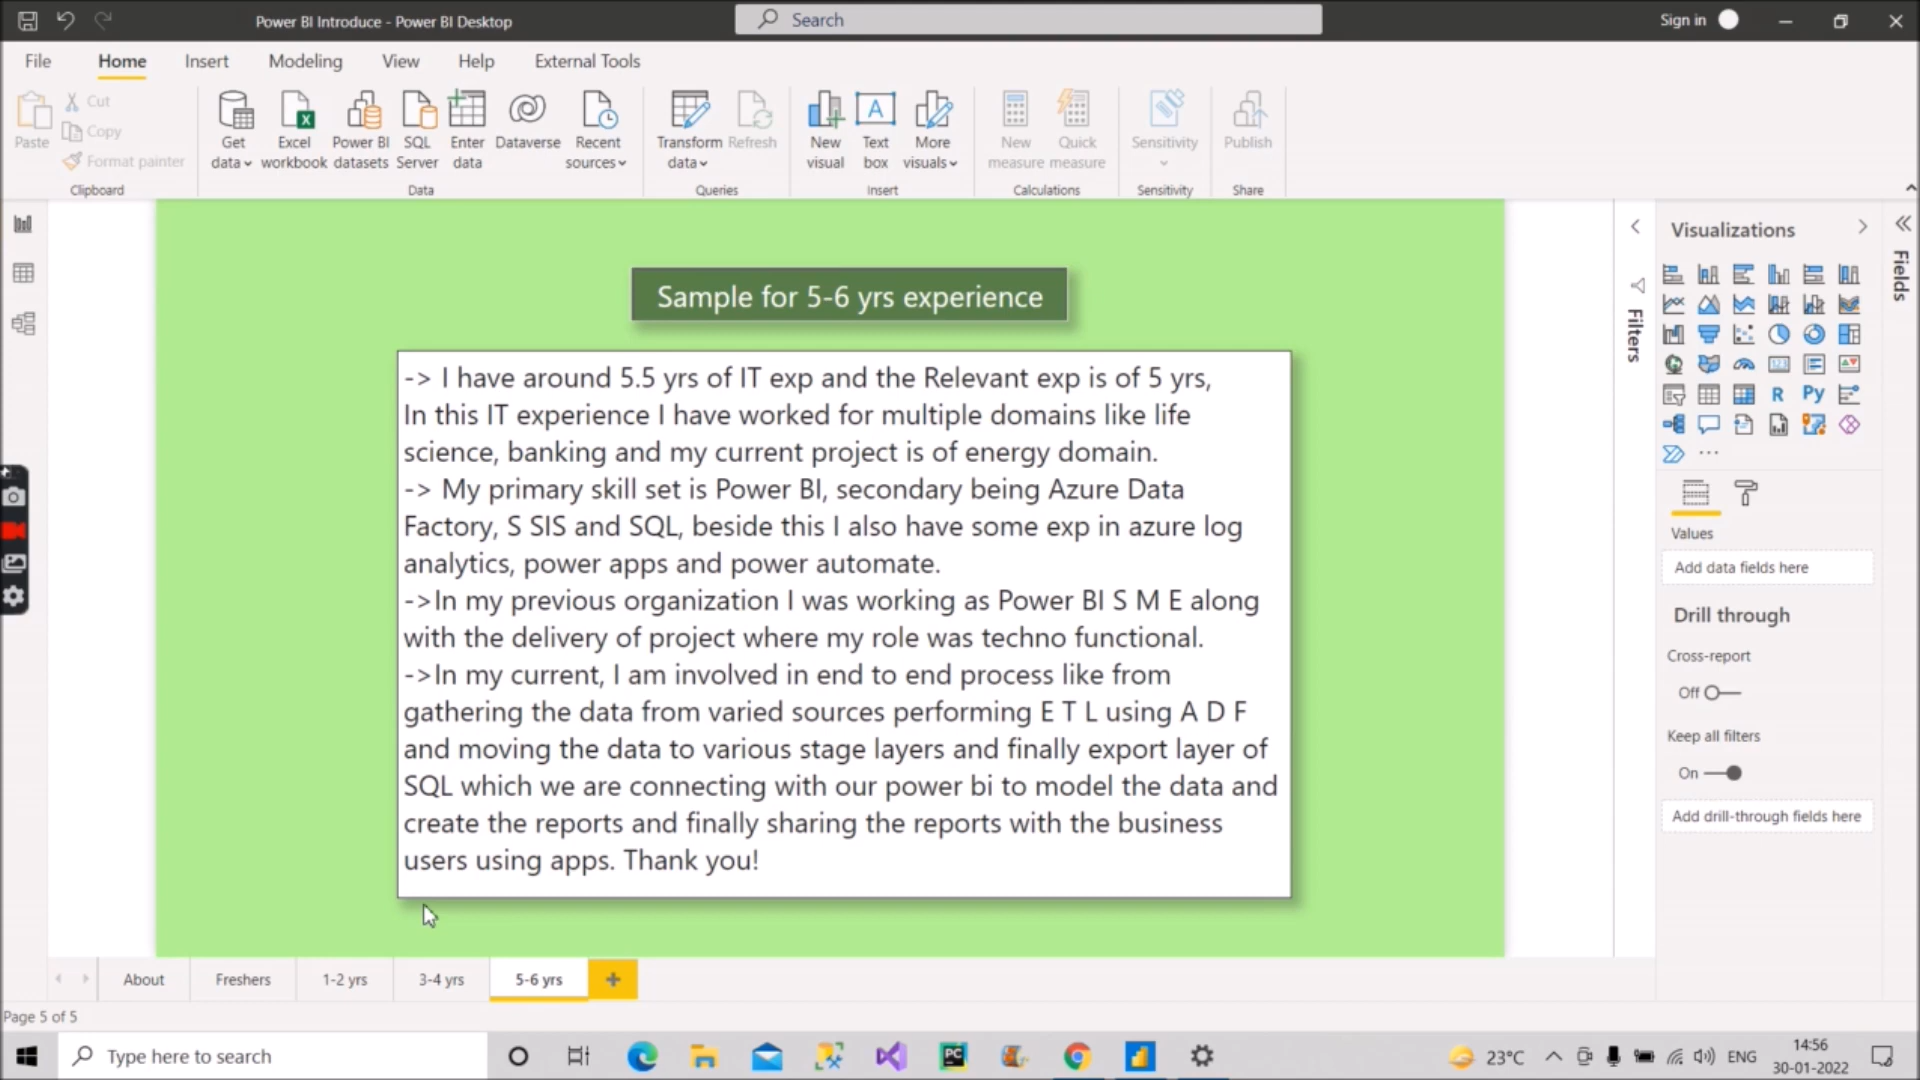 Power BI Introduce - Power BI Desktop
Search
Sign in
File Home Insert Modeling View Help External Tools
Paste
Cut
Copy
Format painter
Clipboard
Get data
Excel workbook
Power BI datasets
SQL Server
Enter data
Dataverse
Recent sources
Data
Transform data
Refresh
Queries
New visual
Text box
More visuals
Insert
New measure
Quick measure
Calculations
Sensitivity
Sensitivity
Publish
Share
Sample for 5-6 yrs experience
-> I have around 5.5 yrs of IT exp and the Relevant exp is of 5 yrs,
In this IT experience I have worked for multiple domains like life
science, banking and my current project is of energy domain.
-> My primary skill set is Power BI, secondary being Azure Data
Factory, S SIS and SQL, beside this I also have some exp in azure log
analytics, power apps and power automate.
->In my previous organization I was working as Power BI S M E along
with the delivery of project where my role was techno functional.
->In my current, I am involved in end to end process like from
gathering the data from varied sources performing E T L using A D F
and moving the data to various stage layers and finally export layer of
SQL which we are connecting with our power bi to model the data and
create the reports and finally sharing the reports with the business
users using apps. Thank you!
Filters
Visualizations
R Py
Values
Add data fields here
Drill through
Cross-report
Off
Keep all filters
On
Add drill-through fields here
Fields
About Freshers 1-2 yrs 3-4 yrs 5-6 yrs +
Page 5 of 5
Type here to search
PC
23°C
ENG
14:56
30-01-2022